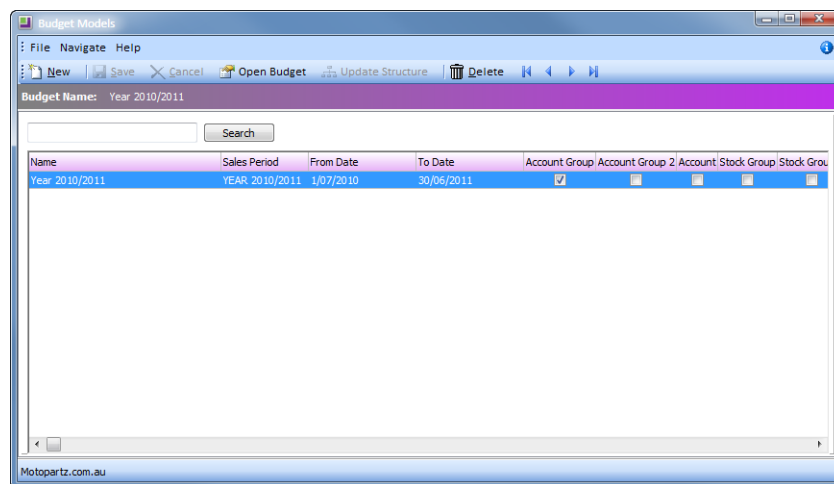 Budget Models
File Navigate Help
New Save Cancel Open Budget Update Structure Delete
Budget Name: Year 2010/2011
Search
Name Sales Period From Date To Date Account Group Account Group 2 Account Stock Group Stock Grou
Year 2010/2011 YEAR 2010/2011 1/07/2010 30/06/2011
Motopartz.com.au